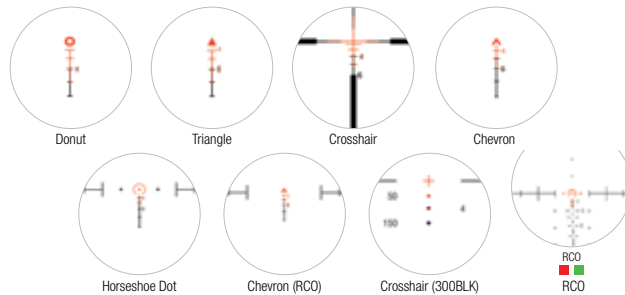 Donut Triangle Crosshair Chevron
50
150
4
RCO
Horseshoe Dot Chevron (RCO) Crosshair (300BLK) RCO